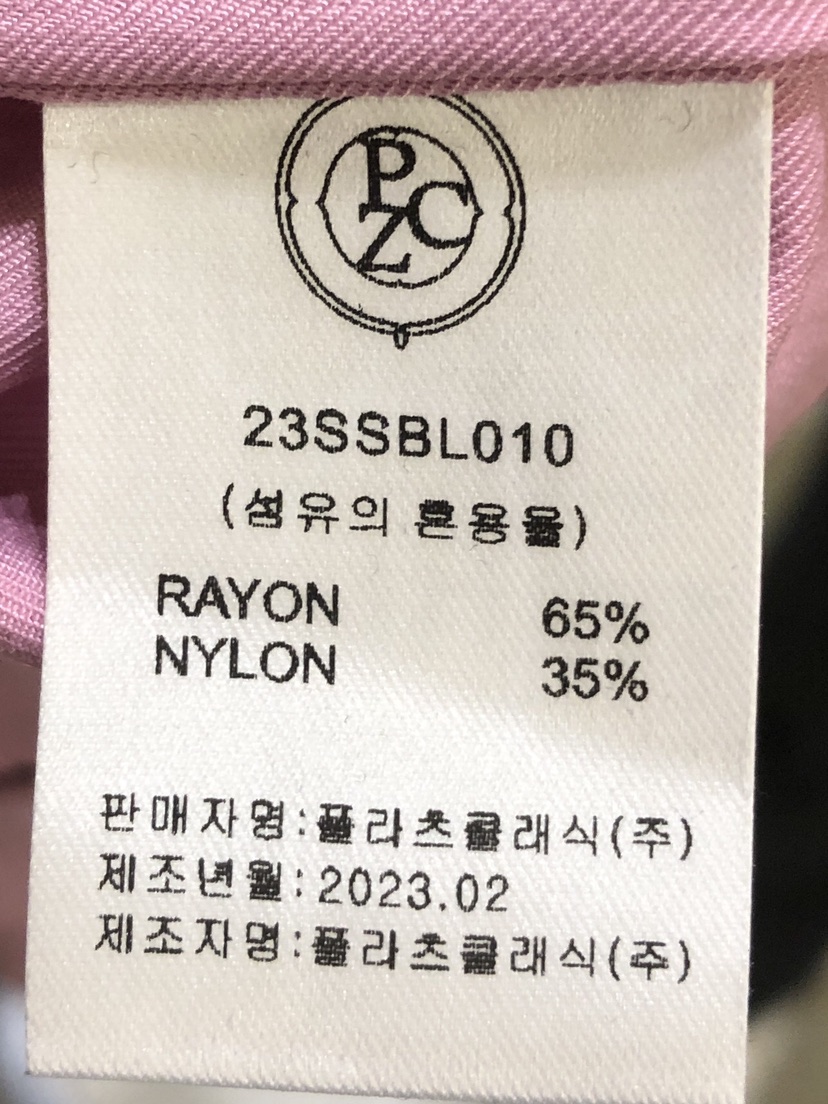 P
Z C
23SSBL010
(섬유의 혼용율)
RAYON 65%
NYLON 35%
판매자명:플라츠클래식(주)
제조년월:2023.02
제조자명:플라츠클래식(주)